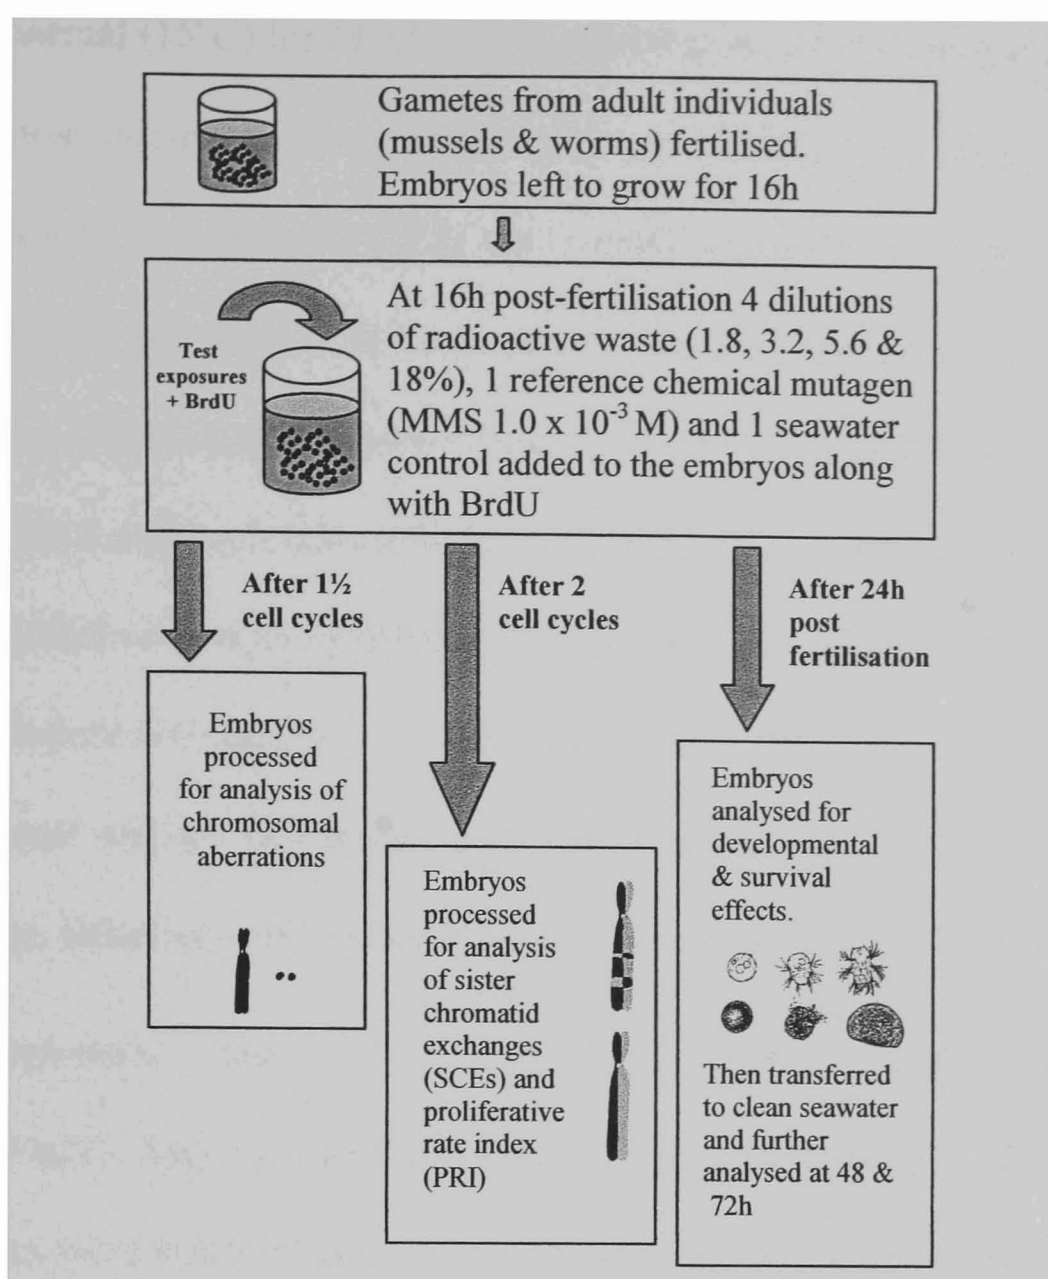 Gametes from adult individuals
(mussels & worms) fertilised.
Embryos left to grow for 16h
Test
exposures
+ BrdU
At 16h post-fertilisation 4 dilutions
of radioactive waste (1.8, 3.2, 5.6 &
18%), 1 reference chemical mutagen
(MMS 1.0 x 10⁻³ M) and 1 seawater
control added to the embryos along
with BrdU
After 1½
cell cycles
After 2
cell cycles
After 24h
post
fertilisation
Embryos
processed
for analysis of
chromosomal
aberrations
Embryos
processed
for analysis
of sister
chromatid
exchanges
(SCEs) and
proliferative
rate index
(PRI)
Embryos
analysed for
developmental
& survival
effects.
Then transferred
to clean seawater
and further
analysed at 48 &
72h